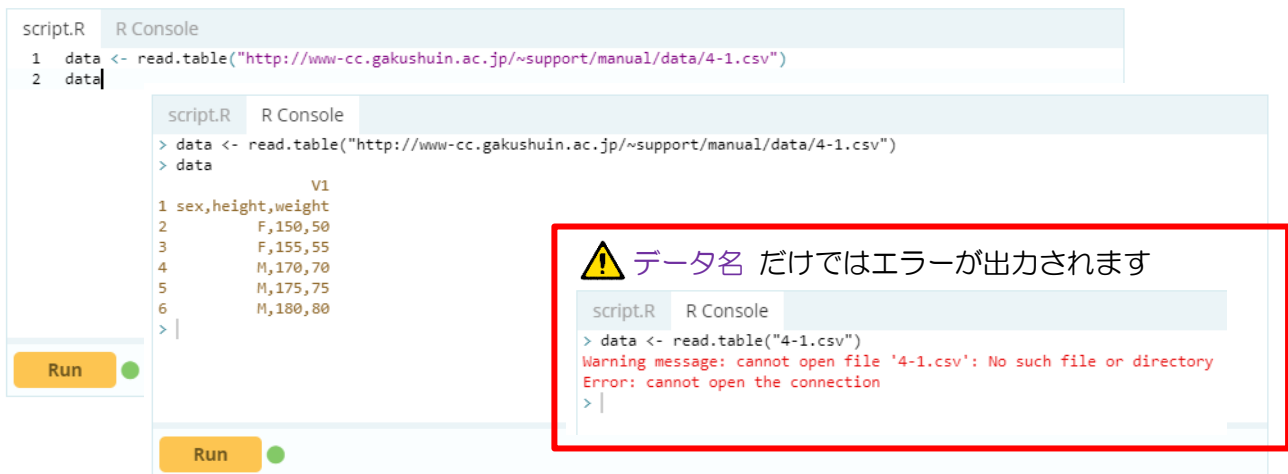 script.R R Console
1 data <- read.table("http://www-cc.gakushuin.ac.jp/~support/manual/data/4-1.csv")
2 data
script.R R Console
> data <- read.table("http://www-cc.gakushuin.ac.jp/~support/manual/data/4-1.csv")
> data
V1
1 sex,height,weight
2 F,150,50
3 F,155,55
4 M,170,70
5 M,175,75
6 M,180,80
>
Run
Run
データ名 だけではエラーが出力されます
script.R R Console
> data <- read.table("4-1.csv")
Warning message: cannot open file '4-1.csv': No such file or directory
Error: cannot open the connection
>